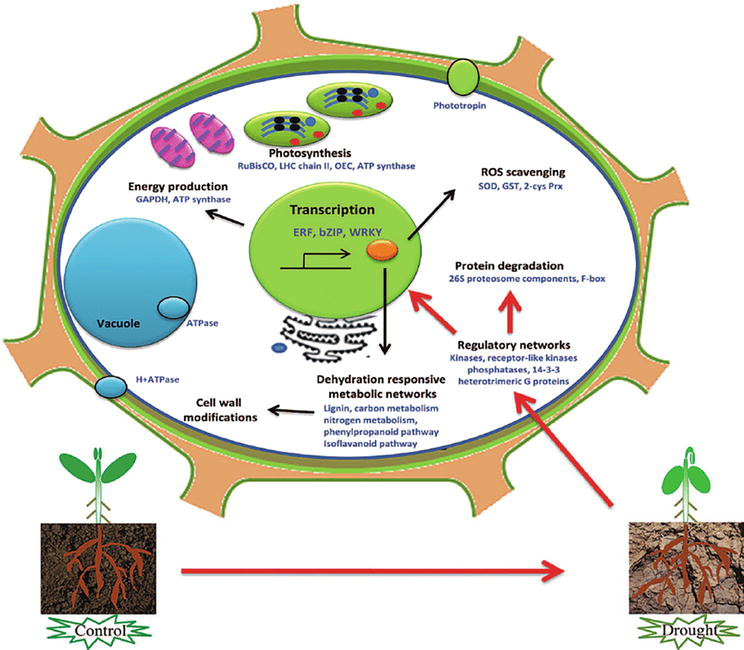 Phototropin
Photosynthesis
RuBisCO, LHC chain II, OEC, ATP synthase
ROS scavenging
SOD, GST, 2-cys Prx
Energy production
GAPDH, ATP synthase
Transcription
ERF, bZIP, WRKY
Protein degradation
26S proteosome components, F-box
Vacuole
ATPase
Regulatory networks
Kinases, receptor-like kinases
phosphatases, 14-3-3
heterotrimeric G proteins
H+ATPase
Dehydration responsive
metabolic networks
Lignin, carbon metabolism
nitrogen metabolism,
phenylpropanoid pathway
Isoflavanoid pathway
Cell wall
modifications
Control
Drought